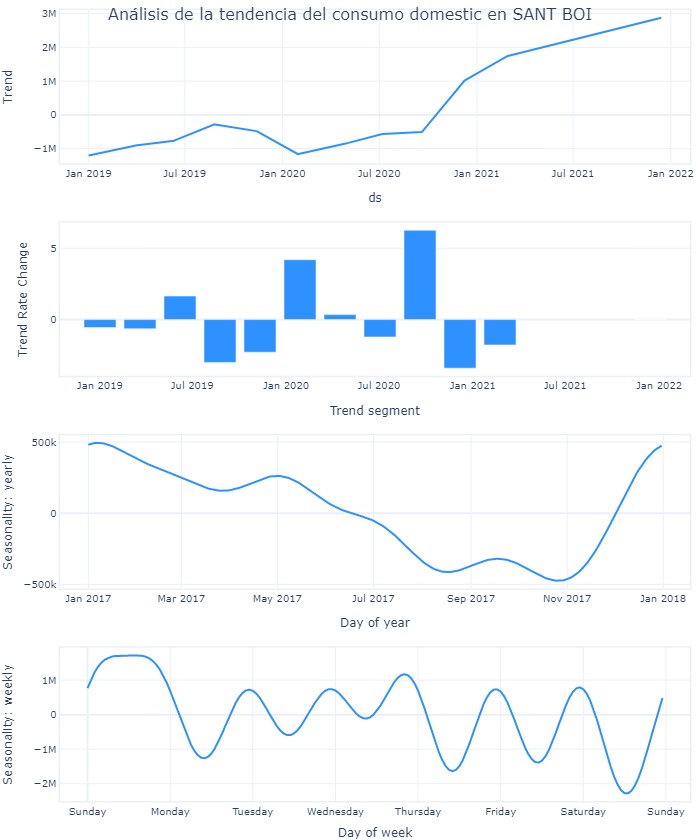 Análisis de la tendencia del consumo domestic en SANT BOI
3M
2M
1M
0
−1M
Trend
Jan 2019 Jul 2019 Jan 2020 Jul 2020 Jan 2021 Jul 2021 Jan 2022
ds
5
0
Trend Rate Change
Jan 2019 Jul 2019 Jan 2020 Jul 2020 Jan 2021 Jul 2021 Jan 2022
Trend segment
500k
0
−500k
Seasonality: yearly
Jan 2017 Mar 2017 May 2017 Jul 2017 Sep 2017 Nov 2017 Jan 2018
Day of year
1M
0
−1M
−2M
Seasonality: weekly
Sunday Monday Tuesday Wednesday Thursday Friday Saturday Sunday
Day of week